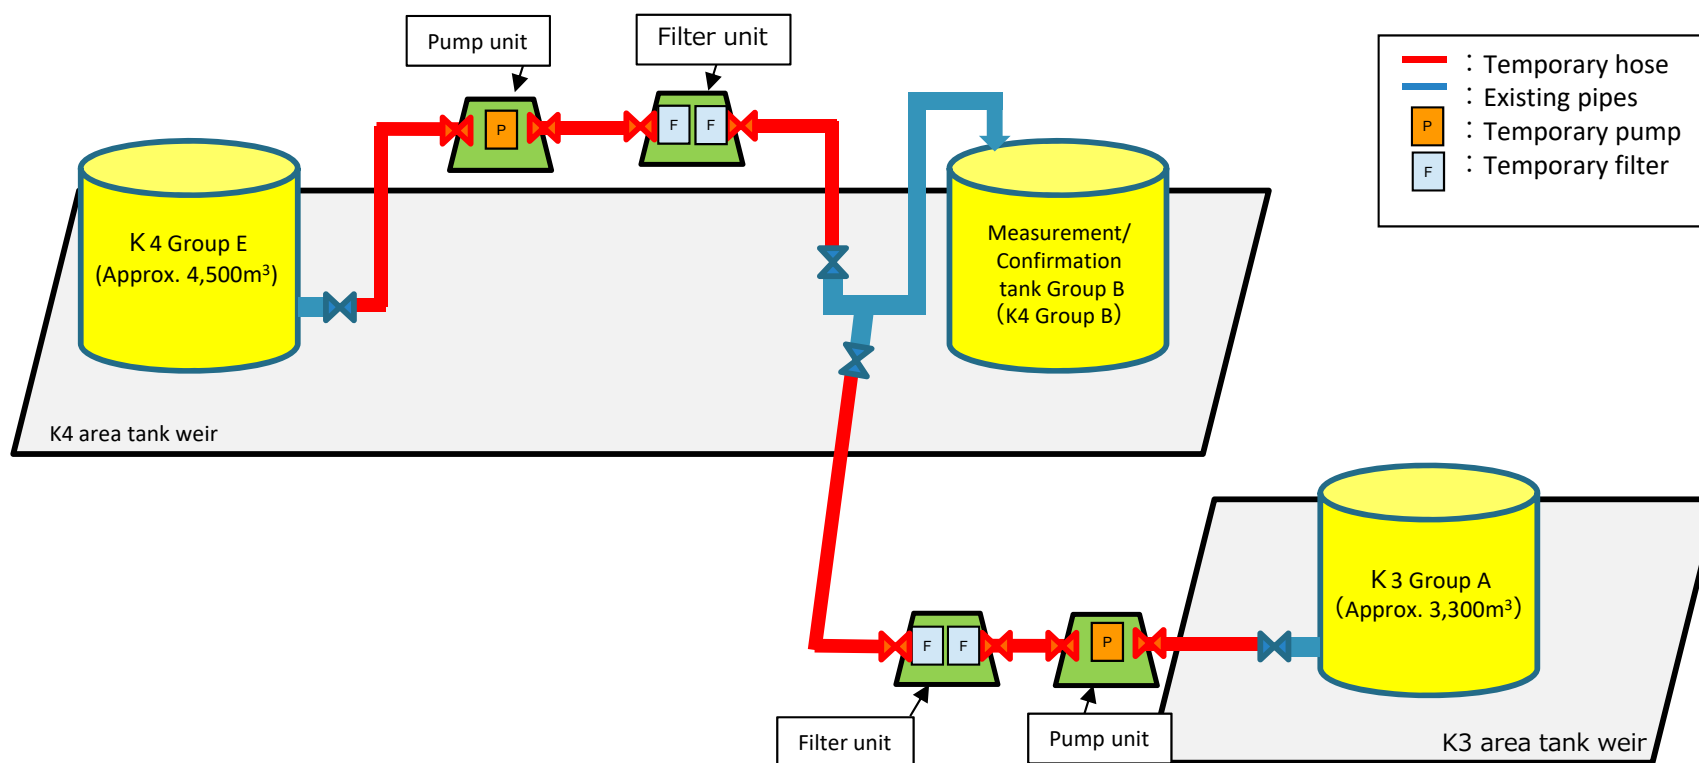 Pump unit
Filter unit
：Temporary hose
：Existing pipes
P ：Temporary pump
F ：Temporary filter
P
F F
Ｋ4 Group E
(Approx. 4,500m³)
Measurement/
Confirmation
tank Group B
（K4 Group B）
K4 area tank weir
Ｋ3 Group A
（Approx. 3,300m³）
F F
P
Filter unit
Pump unit
K3 area tank weir